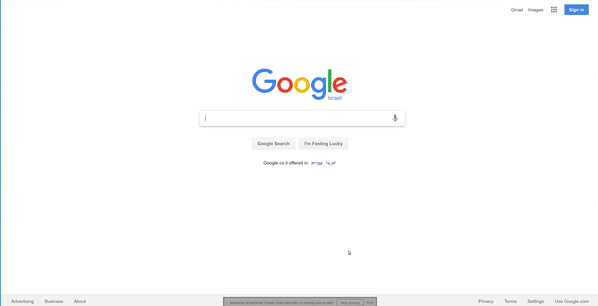 Gmail Images Sign in
Google
Israel
Google Search I'm Feeling Lucky
Google.co.il offered in: עברית العربية
Advertising Business About Privacy Terms Settings Use Google.com
Stop sharing Hide